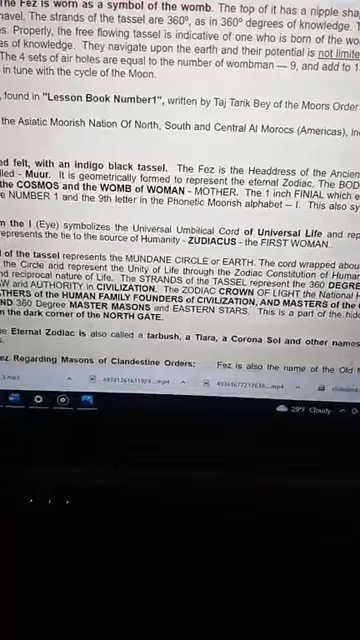 The Fez is worn as a symbol of the womb. The top of it has a nipple sha
navel. The strands of the tassel are 360º, as in 360º degrees of knowledge. T
s. Properly, the free flowing tassel is indicative of one who is born of the wo
es of knowledge. They navigate upon the earth and their potential is not limite
The 4 sets of air holes are equal to the number of wombman — 9, and add to 1
in tune with the cycle of the Moon.
found in "Lesson Book Number1", written by Taj Tarik Bey of the Moors Order
the Asiatic Moorish Nation Of North, South and Central Al Morocs (Americas), In
ed felt, with an indigo black tassel. The Fez is the Headdress of the Ancien
lled - Muur. It is geometrically formed to represent the eternal Zodiac. The BOD
the COSMOS and the WOMB of WOMAN - MOTHER. The 1 inch FINIAL which e
e NUMBER 1 and the 9th letter in the Phonetic Moorish alphabet – I. This also sy
m the I (Eye) symbolizes the Universal Umbilical Cord of Universal Life and rep
represents the tie to the source of Humanity - ZUDIACUS - the FIRST WOMAN..
l of the tassel represents the MUNDANE CIRCLE or EARTH. The cord wrapped abou
the Circle and represent the Unity of Life through the Zodiac Constitution of Human
nd reciprocal nature of Life. The STRANDS of the TASSEL represent the 360 DEGREE
W and AUTHORITY in CIVILIZATION. The ZODIAC CROWN OF LIGHT the National H
ATHERS of the HUMAN FAMILY FOUNDERS of CIVILIZATION, AND MASTERS of the
ND 360 Degree MASTER MASONS and EASTERN STARS. This is a part of the hide
n the dark corner of the NORTH GATE.
e Eternal Zodiac is also called a tarbush, a Tiara, a Corona Sol and other names
ez Regarding Masons of Clandestine Orders: Fez is also the name of the Old M
29°F Cloudy